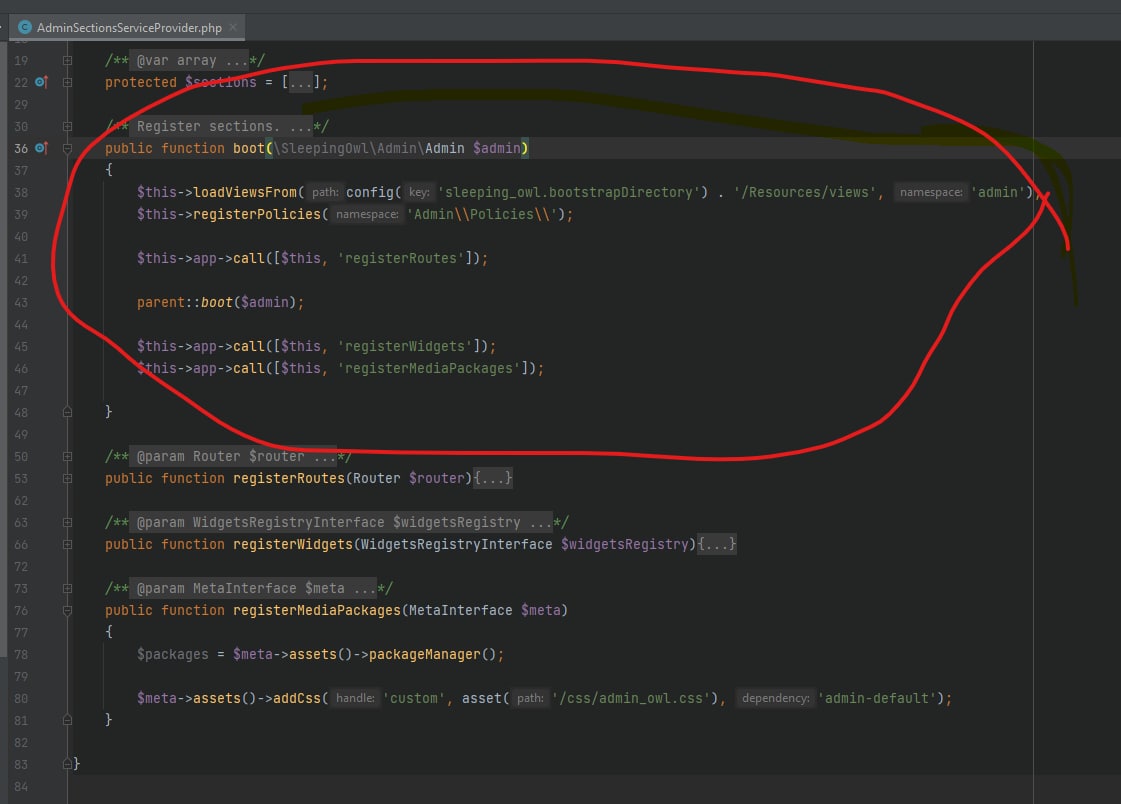 AdminSectionsServiceProvider.php
19 /** @var array ...*/
22 protected $sections = [...];
29
30 /** Register sections. ...*/
36 public function boot(\SleepingOwl\Admin\Admin $admin)
37 {
38 $this->loadViewsFrom( path: config( key: 'sleeping_owl.bootstrapDirectory') . '/Resources/views', namespace: 'admin');
39 $this->registerPolicies( namespace: 'Admin\\Policies\\');
40
41 $this->app->call([$this, 'registerRoutes']);
42
43 parent::boot($admin);
44
45 $this->app->call([$this, 'registerWidgets']);
46 $this->app->call([$this, 'registerMediaPackages']);
47
48 }
49
50 /** @param Router $router ...*/
53 public function registerRoutes(Router $router){...}
62
63 /** @param WidgetsRegistryInterface $widgetsRegistry ...*/
66 public function registerWidgets(WidgetsRegistryInterface $widgetsRegistry){...}
72
73 /** @param MetaInterface $meta ...*/
76 public function registerMediaPackages(MetaInterface $meta)
77 {
78 $packages = $meta->assets()->packageManager();
79
80 $meta->assets()->addCss( handle: 'custom', asset( path: '/css/admin_owl.css'), dependency: 'admin-default');
81 }
82
83 }
84